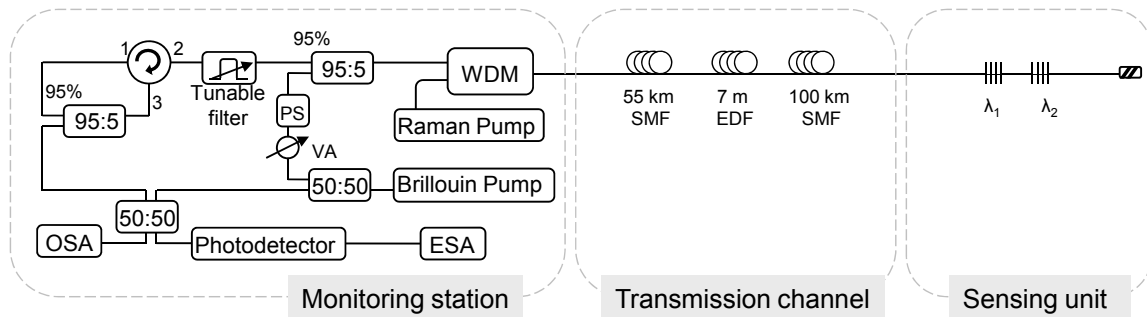 95%
1
2
95:5
WDM
55 km
SMF
7 m
EDF
100 km
SMF
λ1
λ2
95%
3
95:5
Tunable
filter
PS
Raman Pump
VA
50:50
Brillouin Pump
50:50
OSA
Photodetector
ESA
Monitoring station
Transmission channel
Sensing unit